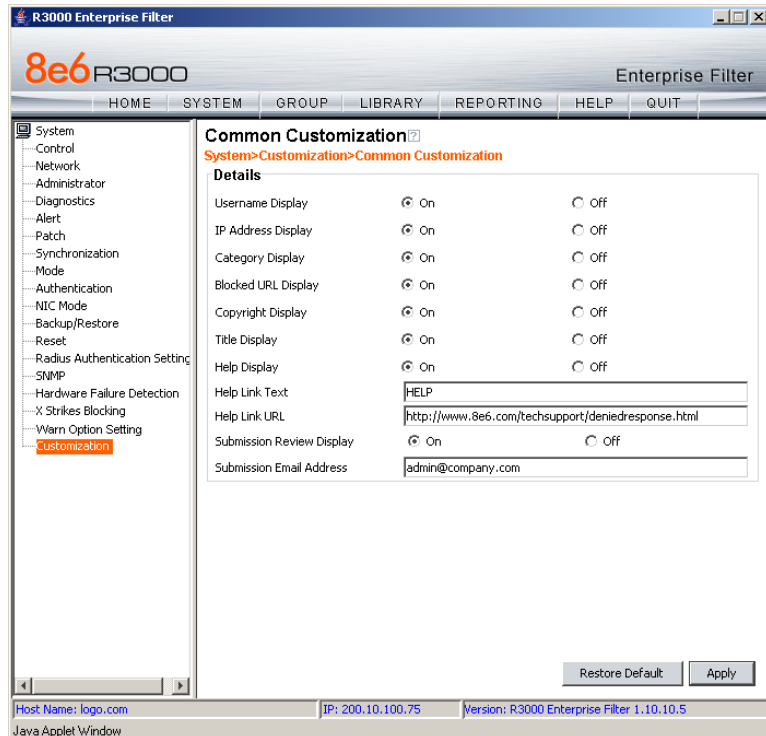 R3000 Enterprise Filter
8e6 R3000
Enterprise Filter
HOME SYSTEM GROUP LIBRARY REPORTING HELP QUIT
System
Control
Network
Administrator
Diagnostics
Alert
Patch
Synchronization
Mode
Authentication
NIC Mode
Backup/Restore
Reset
Radius Authentication Setting
SNMP
Hardware Failure Detection
X Strikes Blocking
Warn Option Setting
Customization
Common Customization ?
System>Customization>Common Customization
Details
Username Display On Off
IP Address Display On Off
Category Display On Off
Blocked URL Display On Off
Copyright Display On Off
Title Display On Off
Help Display On Off
Help Link Text HELP
Help Link URL http://www.8e6.com/techsupport/deniedresponse.html
Submission Review Display On Off
Submission Email Address admin@company.com
Restore Default Apply
Host Name: logo.com IP: 200.10.100.75 Version: R3000 Enterprise Filter 1.10.10.5
Java Applet Window